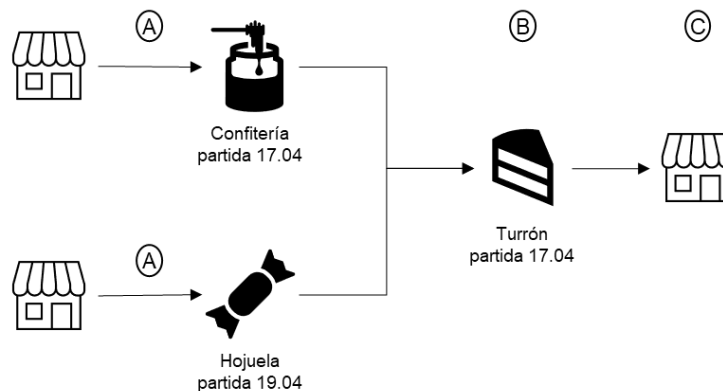 A
B
C
Confitería
partida 17.04
Turrón
partida 17.04
A
Hojuela
partida 19.04